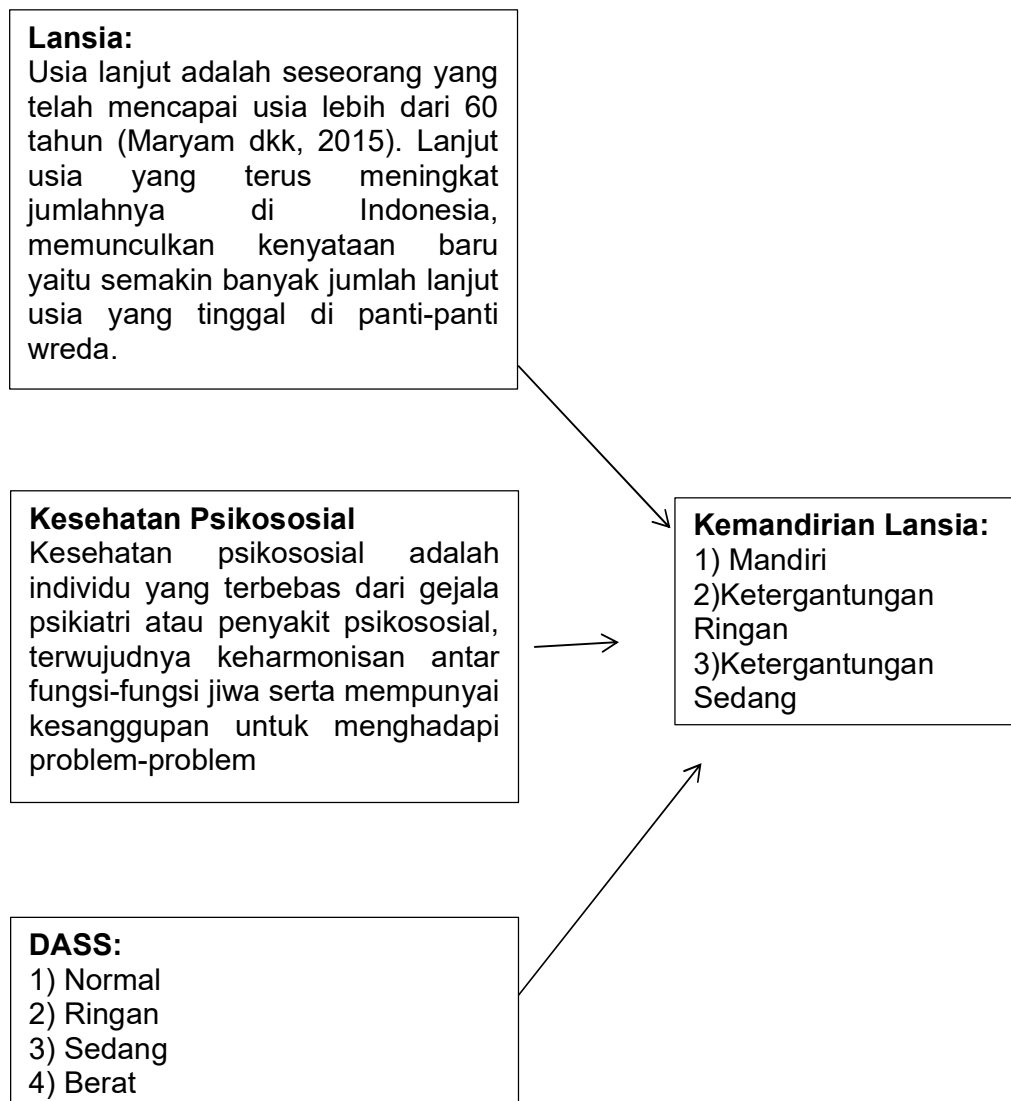 Lansia:
Usia lanjut adalah seseorang yang
telah mencapai usia lebih dari 60
tahun (Maryam dkk, 2015). Lanjut
usia yang terus meningkat
jumlahnya di Indonesia,
memunculkan kenyataan baru
yaitu semakin banyak jumlah lanjut
usia yang tinggal di panti-panti
wreda.
Kesehatan Psikososial
Kesehatan psikososial adalah
individu yang terbebas dari gejala
psikiatri atau penyakit psikososial,
terwujudnya keharmonisan antar
fungsi-fungsi jiwa serta mempunyai
kesanggupan untuk menghadapi
problem-problem
Kemandirian Lansia:
1) Mandiri
2)Ketergantungan
Ringan
3)Ketergantungan
Sedang
DASS:
1) Normal
2) Ringan
3) Sedang
4) Berat